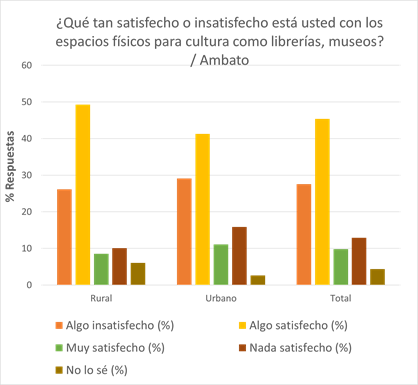 ¿Qué tan satisfecho o insatisfecho está usted con los
espacios físicos para cultura como librerías, museos?
/ Ambato
% Respuestas
60
50
40
30
20
10
0
Rural
Urbano
Total
Algo insatisfecho (%)
Algo satisfecho (%)
Muy satisfecho (%)
Nada satisfecho (%)
No lo sé (%)